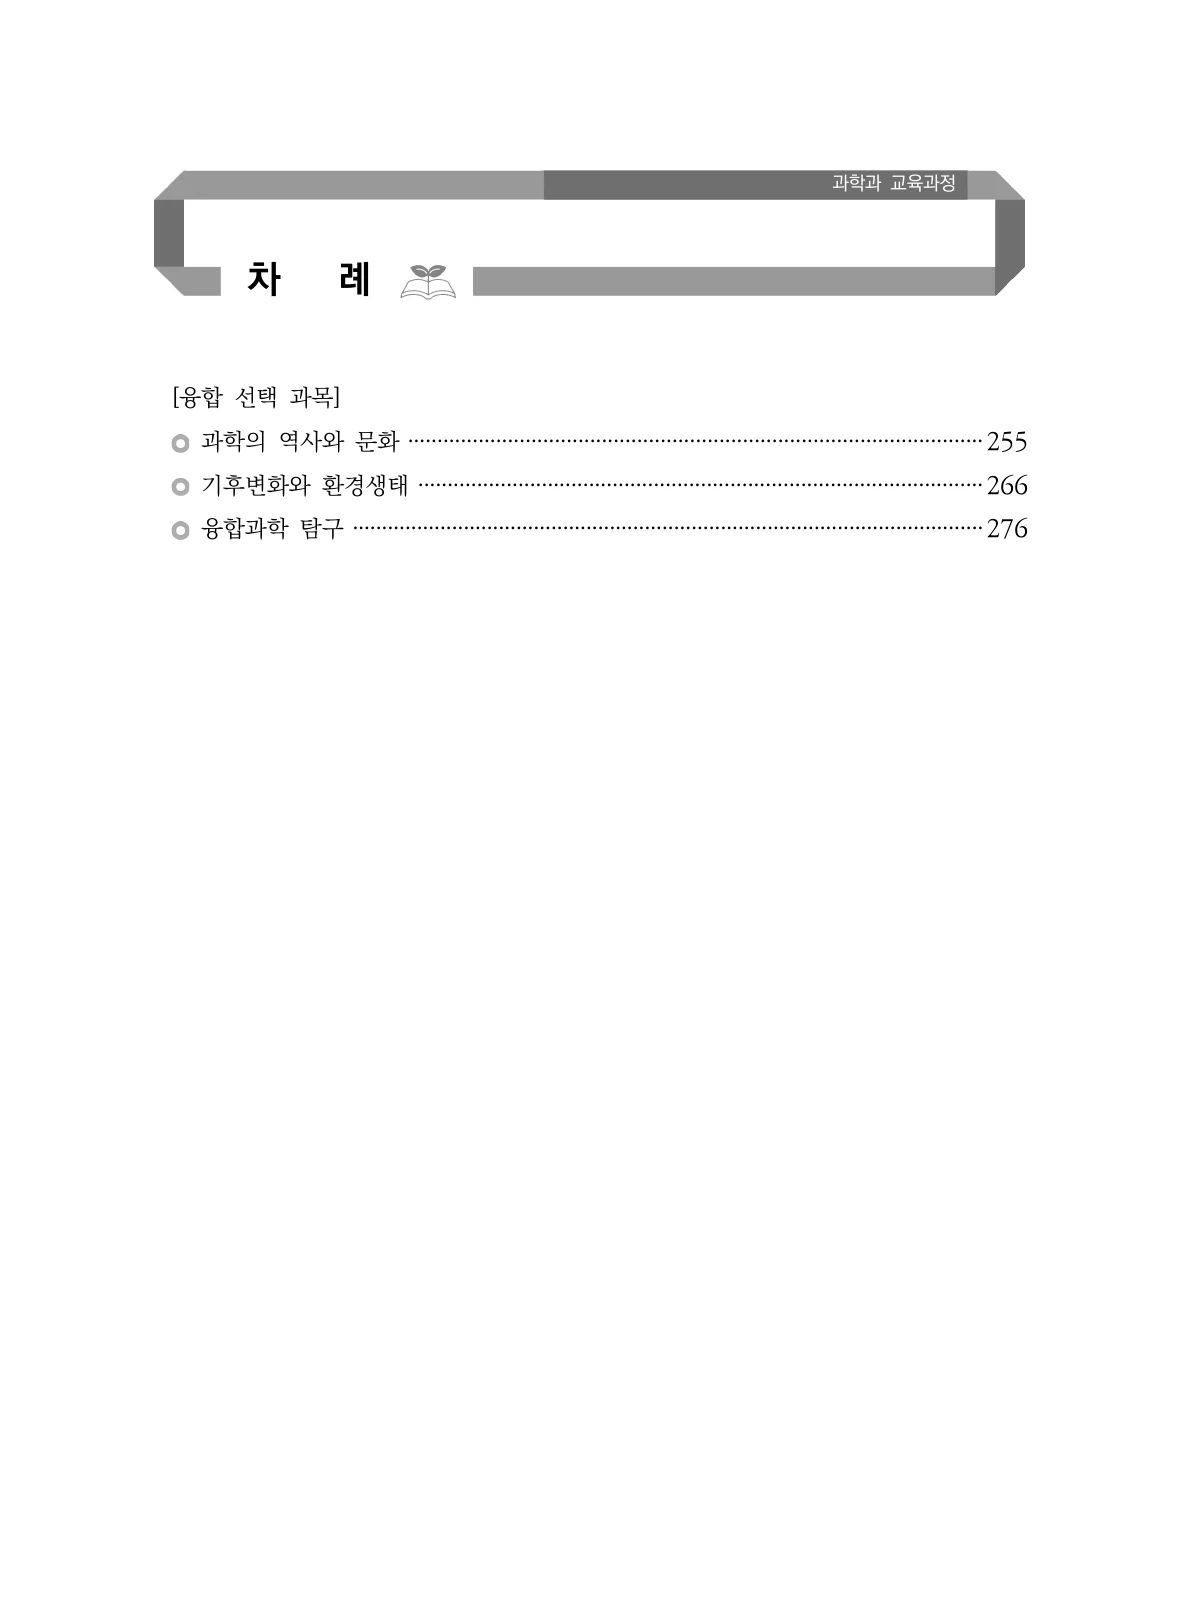 과학과 교육과정
차 례
[융합 선택 과목]
과학의 역사와 문화 ········································ 255
기후변화와 환경생태 ········································ 266
융합과학 탐구 ········································ 276